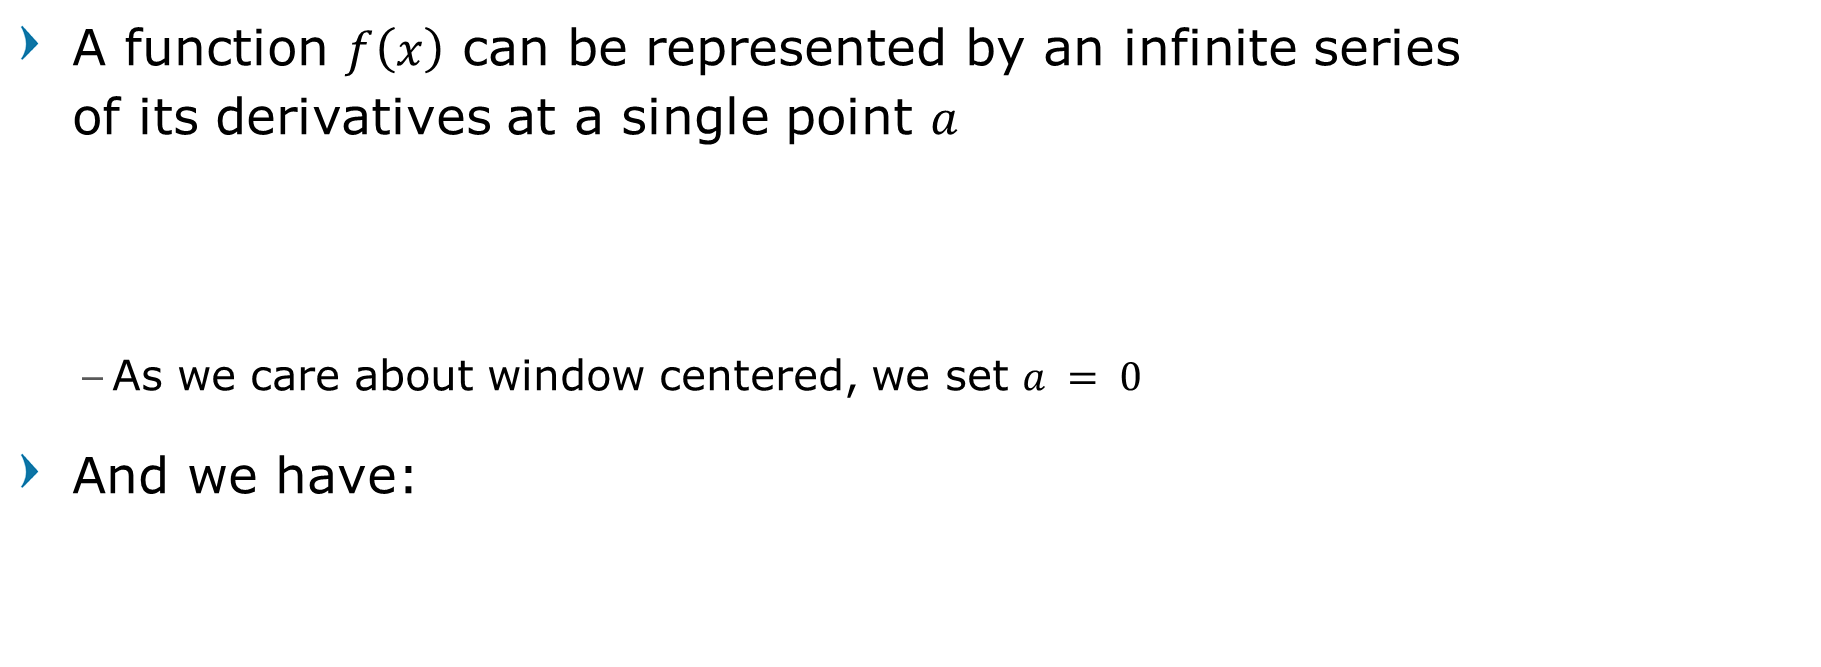 A function f(x) can be represented by an infinite series
of its derivatives at a single point a
– As we care about window centered, we set a = 0
And we have: